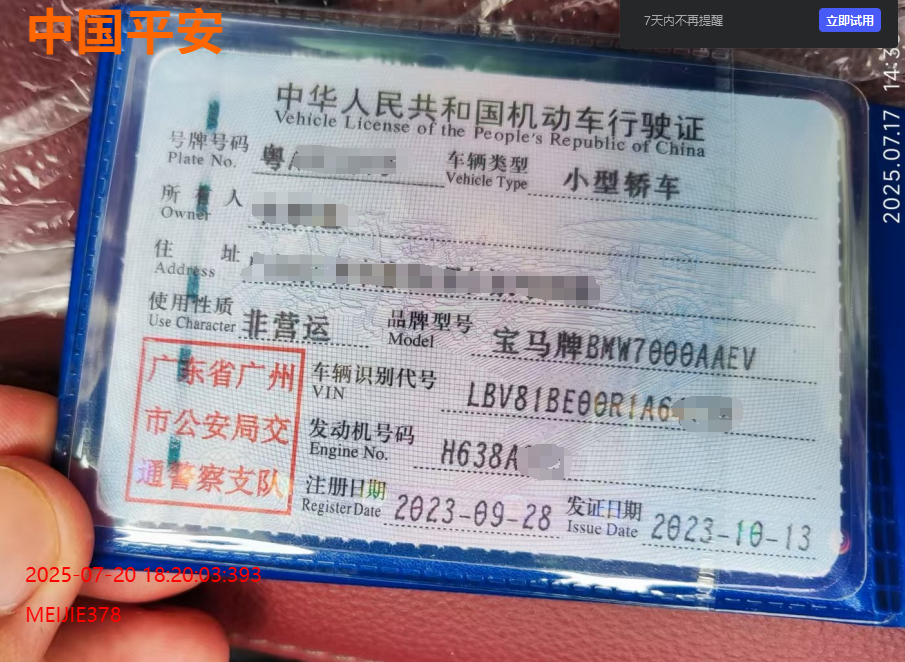 中国平安
7天内不再提醒
立即试用
2025.07.17 14:3
中华人民共和国机动车行驶证
Vehicle License of the People's Republic of China
号牌号码 粤A 车辆类型 小型轿车
Plate No. Vehicle Type
所有人
Owner
住址
Address
使用性质 非营运 品牌型号 宝马牌BMW7000AAEV
Use Character Model
广东省广州
市公安局交
通警察支队
车辆识别代号 LBV81BE00R1A6
VIN
发动机号码 H638A
Engine No.
注册日期 2023-09-28 发证日期 2023-10-13
Register Date Issue Date
2025-07-20 18:20:03:393
MEIJIE378